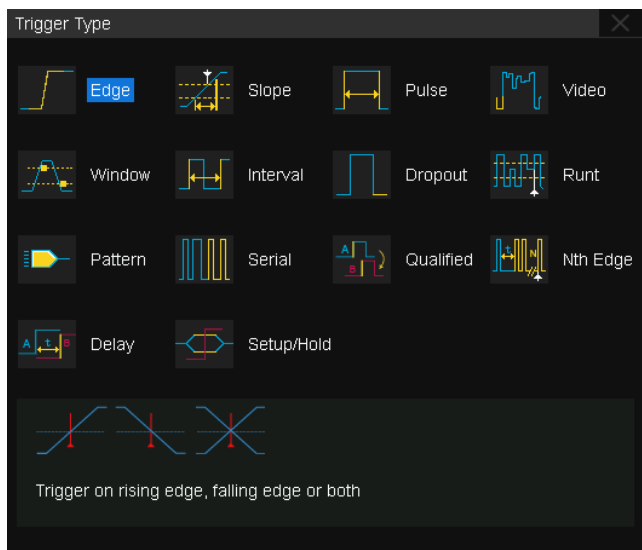 Trigger Type
Edge Slope Pulse Video
Window Interval Dropout Runt
N
Pattern Serial A B Qualified Nth Edge
A t B Delay Setup/Hold
Trigger on rising edge, falling edge or both